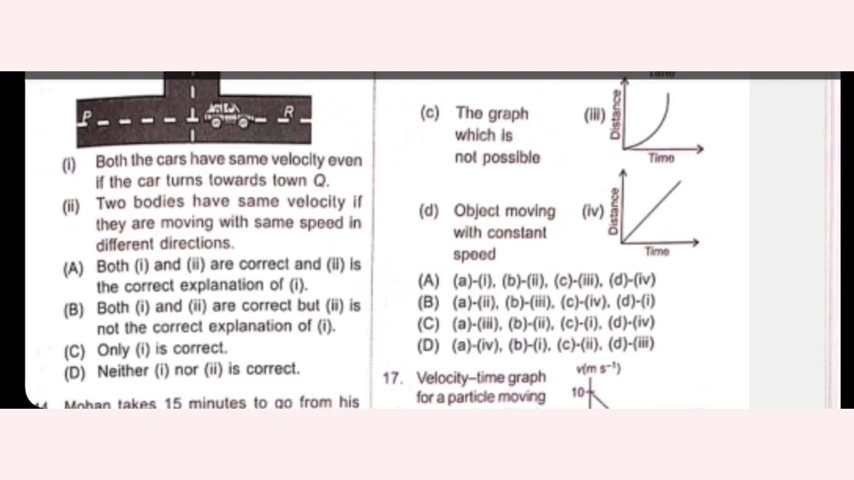 P
R
(i) Both the cars have same velocity even
if the car turns towards town Q.
(ii) Two bodies have same velocity if
they are moving with same speed in
different directions.
(A) Both (i) and (ii) are correct and (ii) is
the correct explanation of (i).
(B) Both (i) and (ii) are correct but (ii) is
not the correct explanation of (i).
(C) Only (i) is correct.
(D) Neither (i) nor (ii) is correct.
Mohan takes 15 minutes to go from his
Time
(c) The graph
which is
not possible
(iii)
Distance
Time
(d) Object moving
with constant
speed
(iv)
Distance
Time
(A) (a)-(i), (b)-(ii), (c)-(iii), (d)-(iv)
(B) (a)-(ii), (b)-(iii), (c)-(iv), (d)-(i)
(C) (a)-(iii), (b)-(ii), (c)-(i), (d)-(iv)
(D) (a)-(iv), (b)-(i), (c)-(ii), (d)-(iii)
17. Velocity–time graph
for a particle moving
v(m s⁻¹)
10